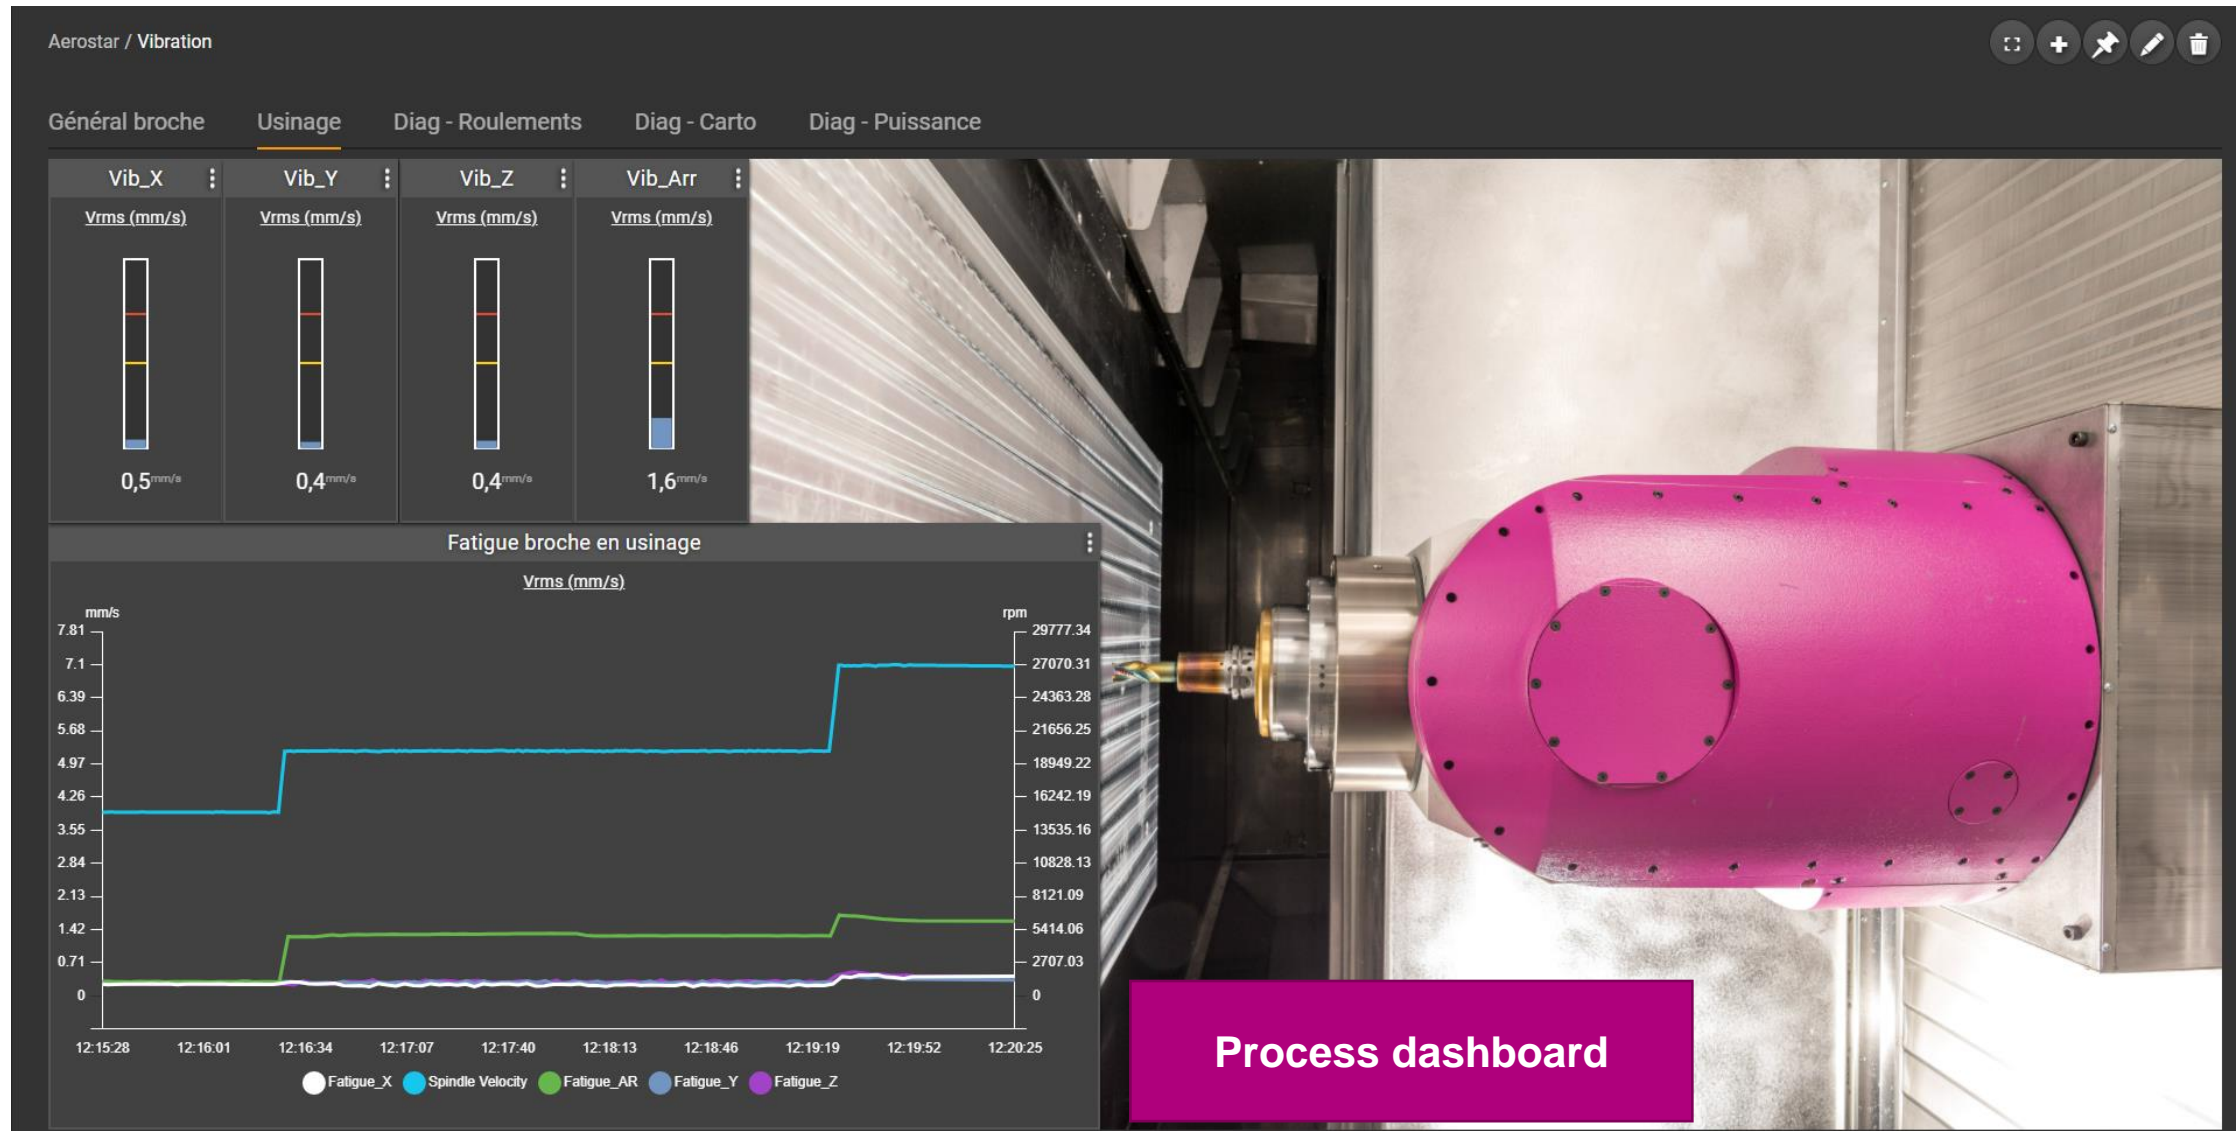 Aerostar / Vibration
Général broche Usinage Diag - Roulements Diag - Carto Diag - Puissance
Vib_X Vib_Y Vib_Z Vib_Arr
Vrms (mm/s) Vrms (mm/s) Vrms (mm/s) Vrms (mm/s)
0,5mm/s 0,4mm/s 0,4mm/s 1,6mm/s
Fatigue broche en usinage
Vrms (mm/s)
mm/s rpm
7.81 29777.34
7.1 27070.31
6.39 24363.28
5.68 21656.25
4.97 18949.22
4.26 16242.19
3.55 13535.16
2.84 10828.13
2.13 8121.09
1.42 5414.06
0.71 2707.03
0 0
12:15:28 12:16:01 12:16:34 12:17:07 12:17:40 12:18:13 12:18:46 12:19:19 12:19:52 12:20:25
Fatigue_X Spindle Velocity Fatigue_AR Fatigue_Y Fatigue_Z
Process dashboard